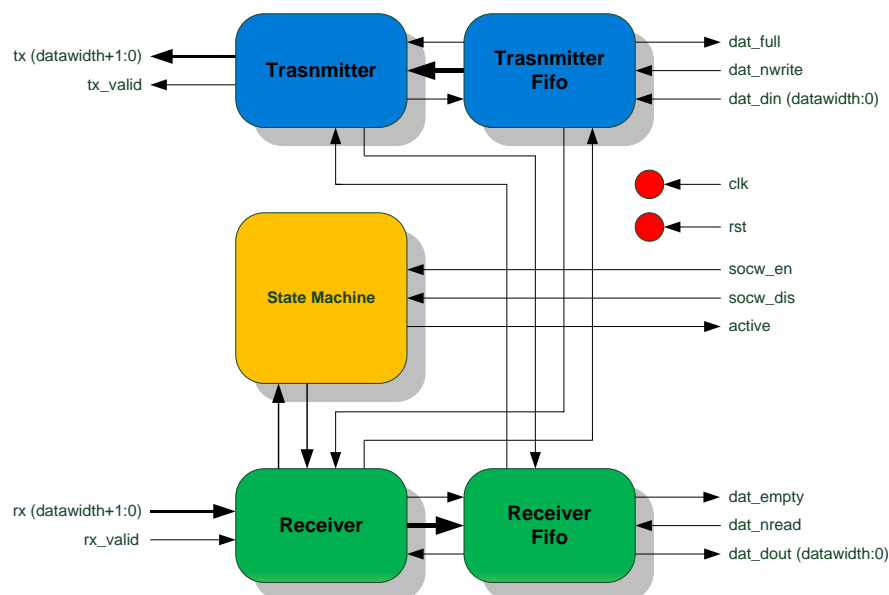 tx (datawidth+1:0)
tx_valid
Trasnmitter
Trasnmitter
Fifo
dat_full
dat_nwrite
dat_din (datawidth:0)
clk
rst
State Machine
socw_en
socw_dis
active
rx (datawidth+1:0)
rx_valid
Receiver
Receiver
Fifo
dat_empty
dat_nread
dat_dout (datawidth:0)